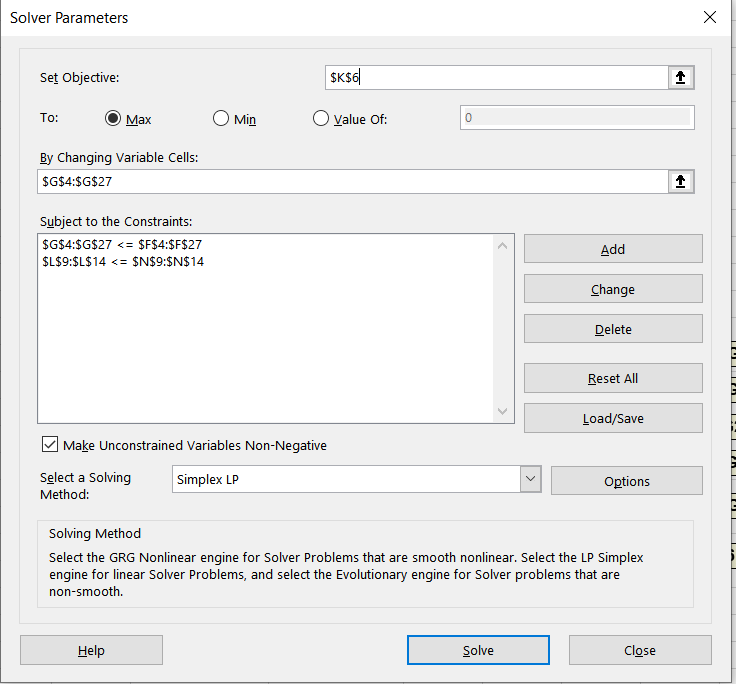 Solver Parameters
Set Objective:
$K$6
To:
Max
Min
Value Of:
0
By Changing Variable Cells:
$G$4:$G$27
Subject to the Constraints:
$G$4:$G$27 <= $F$4:$F$27
$L$9:$L$14 <= $N$9:$N$14
Add
Change
Delete
Reset All
Load/Save
Make Unconstrained Variables Non-Negative
Select a Solving
Method:
Simplex LP
Options
Solving Method
Select the GRG Nonlinear engine for Solver Problems that are smooth nonlinear. Select the LP Simplex
engine for linear Solver Problems, and select the Evolutionary engine for Solver problems that are
non-smooth.
Help
Solve
Close